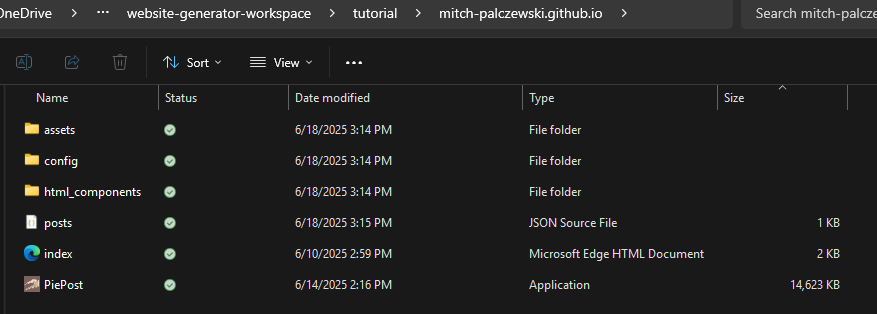 OneDrive > ... website-generator-workspace > tutorial > mitch-palczewski.github.io > Search mitch-palcze
Sort View ...
Name Status Date modified Type Size
assets 6/18/2025 3:14 PM File folder
config 6/18/2025 3:14 PM File folder
html_components 6/18/2025 3:14 PM File folder
posts 6/18/2025 3:15 PM JSON Source File 1 KB
index 6/10/2025 2:59 PM Microsoft Edge HTML Document 2 KB
PiePost 6/14/2025 2:16 PM Application 14,623 KB